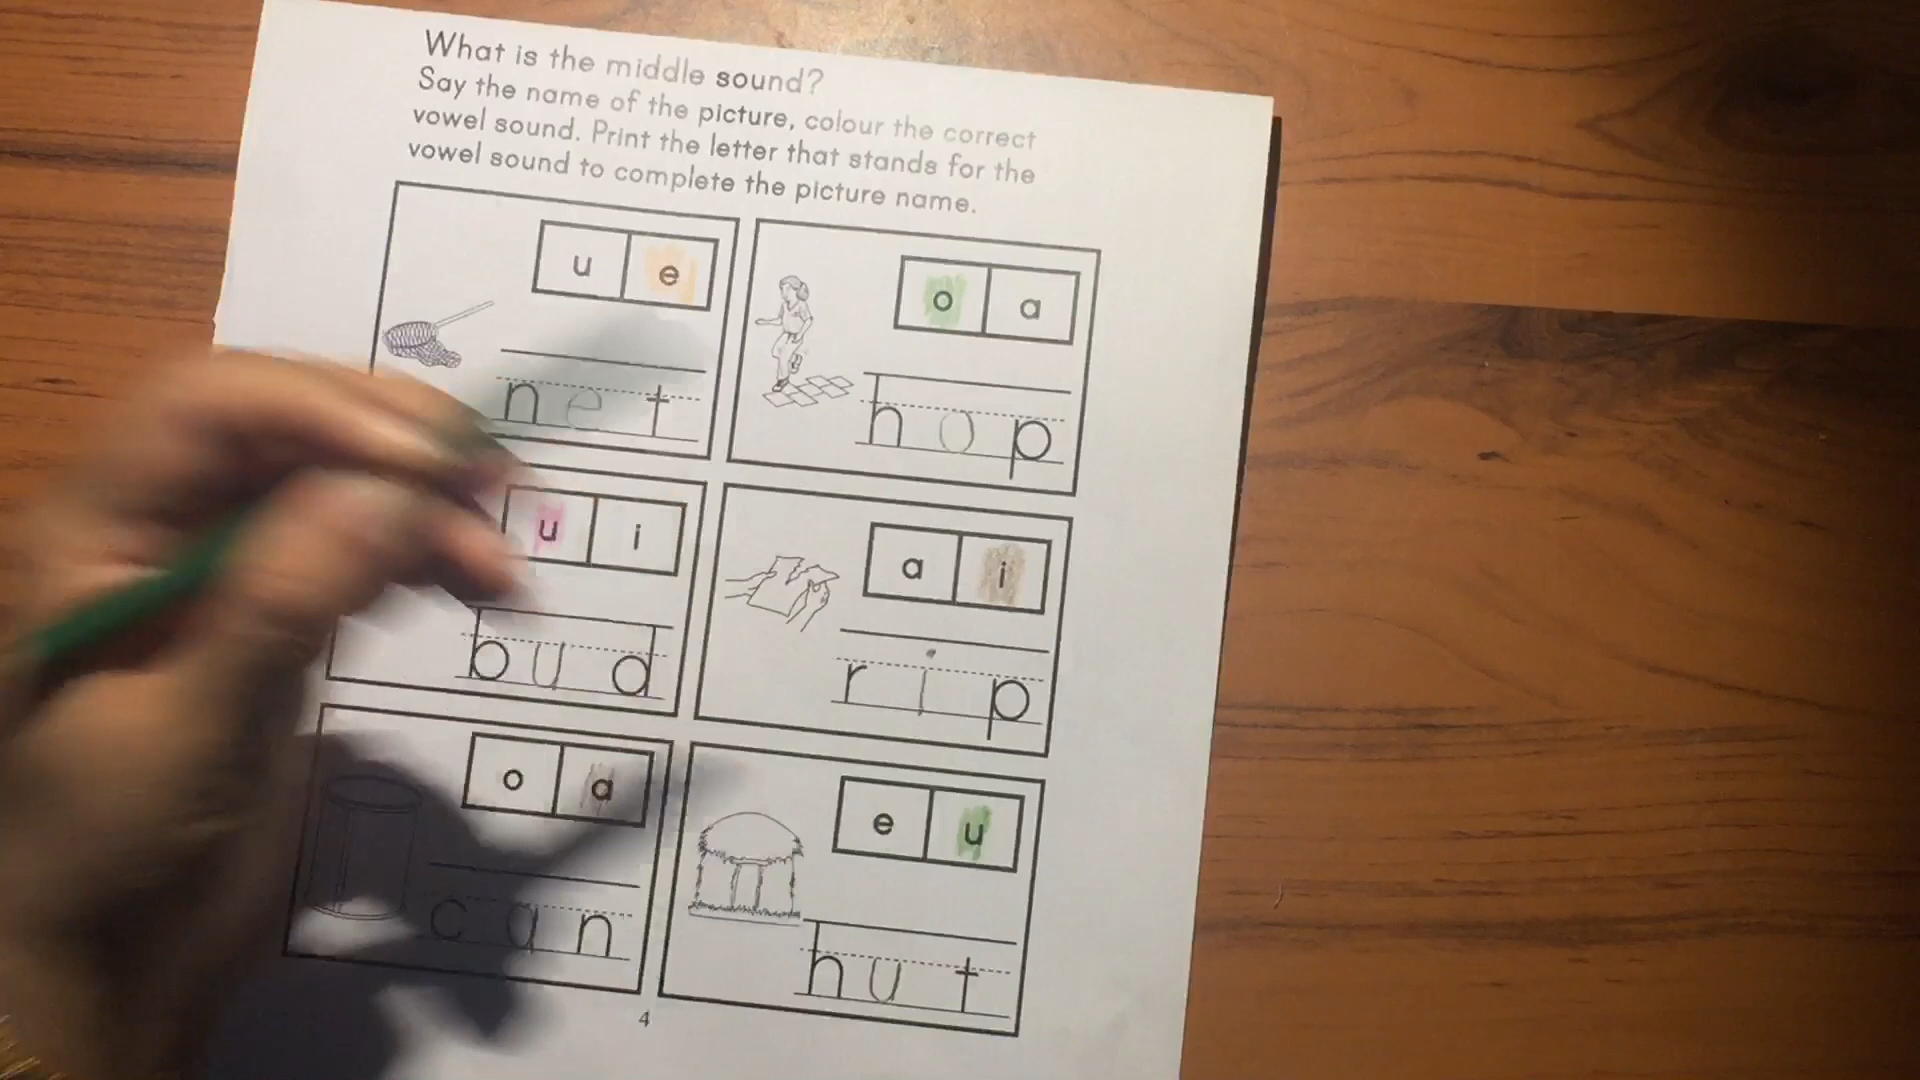 What is the middle sound?
Say the name of the picture, colour the correct
vowel sound. Print the letter that stands for the
vowel sound to complete the picture name.
u e
net
o a
hop
u i
bud
a i
rip
o a
can
e u
hut
4